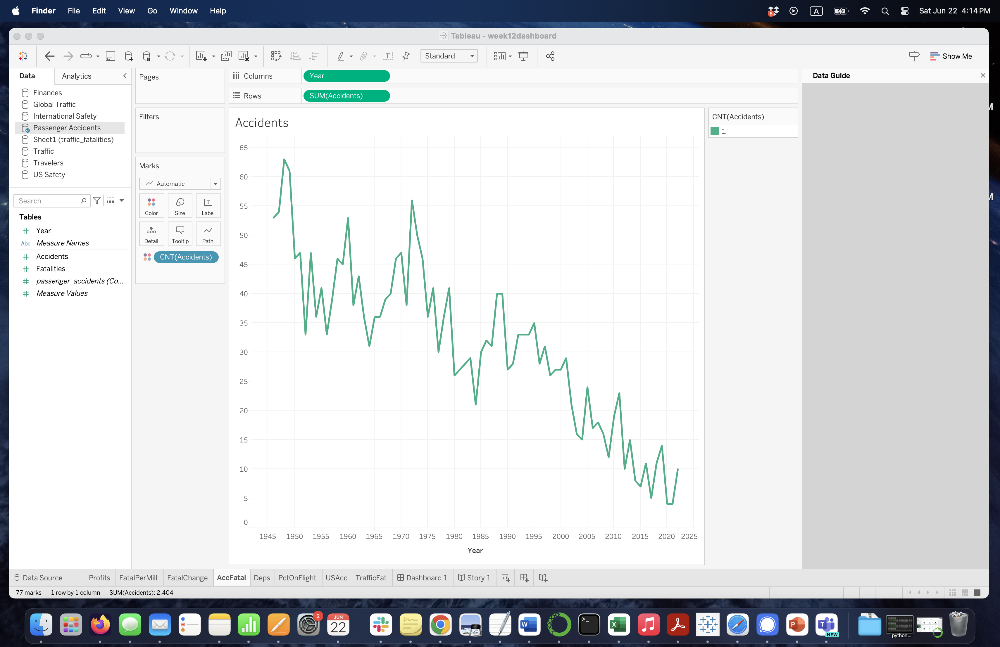 Finder File Edit View Go Window Help
5 A Sat Jun 22 4:14 PM
Tableau - week12dashboard
Standard
Show Me
Data Analytics
Finances
Global Traffic
International Safety
Passenger Accidents
Sheet1 (traffic_fatalities)
Traffic
Travelers
US Safety
Search
Tables
Year
Abc Measure Names
Accidents
Fatalities
passenger_accidents (Co...
Measure Values
Pages
Filters
Marks
Automatic
Color Size Label
Detail Tooltip Path
CNT(Accidents)
Columns Year
Rows SUM(Accidents)
Accidents
65
60
55
50
45
40
35
30
25
20
15
10
5
0
1945 1950 1955 1960 1965 1970 1975 1980 1985 1990 1995 2000 2005 2010 2015 2020 2025
Year
CNT(Accidents)
1
Data Guide
M
M
Data Source Profits FatalPerMill FatalChange AccFatal Deps PctOnFlight USAcc TrafficFat Dashboard 1 Story 1
77 marks 1 row by 1 column SUM(Accidents): 2,404
2
JUN
22
W
>_
X
P
T
NEW
python...